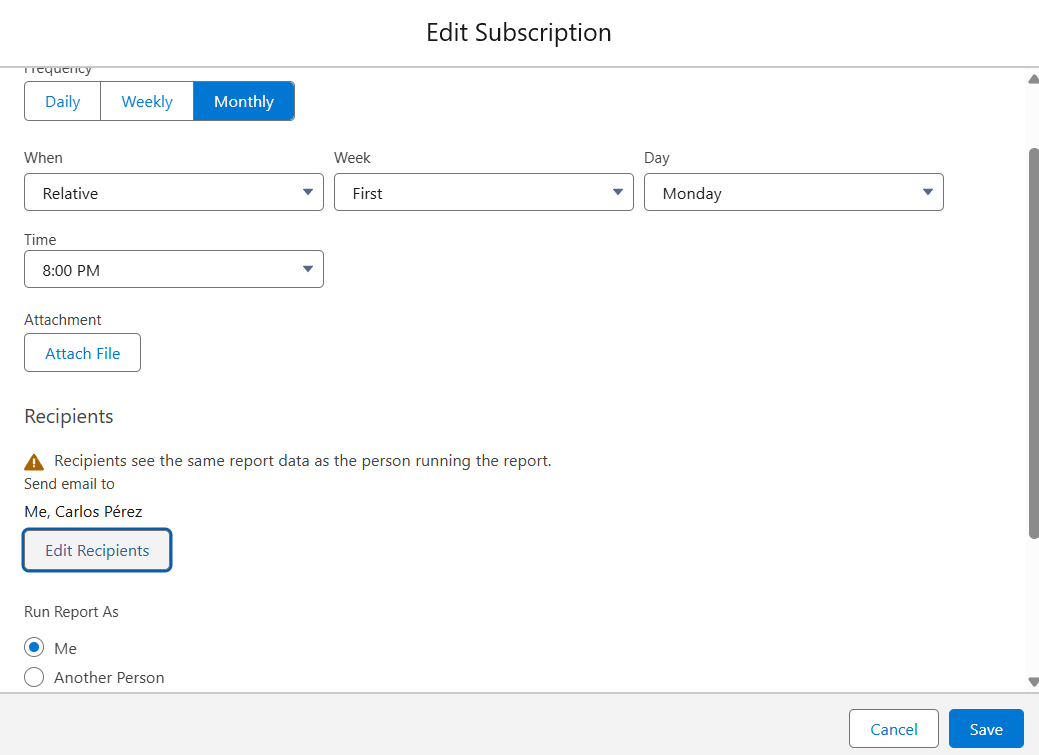 Edit Subscription
Frequency
Daily Weekly Monthly
When Week Day
Relative First Monday
Time
8:00 PM
Attachment
Attach File
Recipients
Recipients see the same report data as the person running the report.
Send email to
Me, Carlos Pérez
Edit Recipients
Run Report As
Me
Another Person
Cancel Save